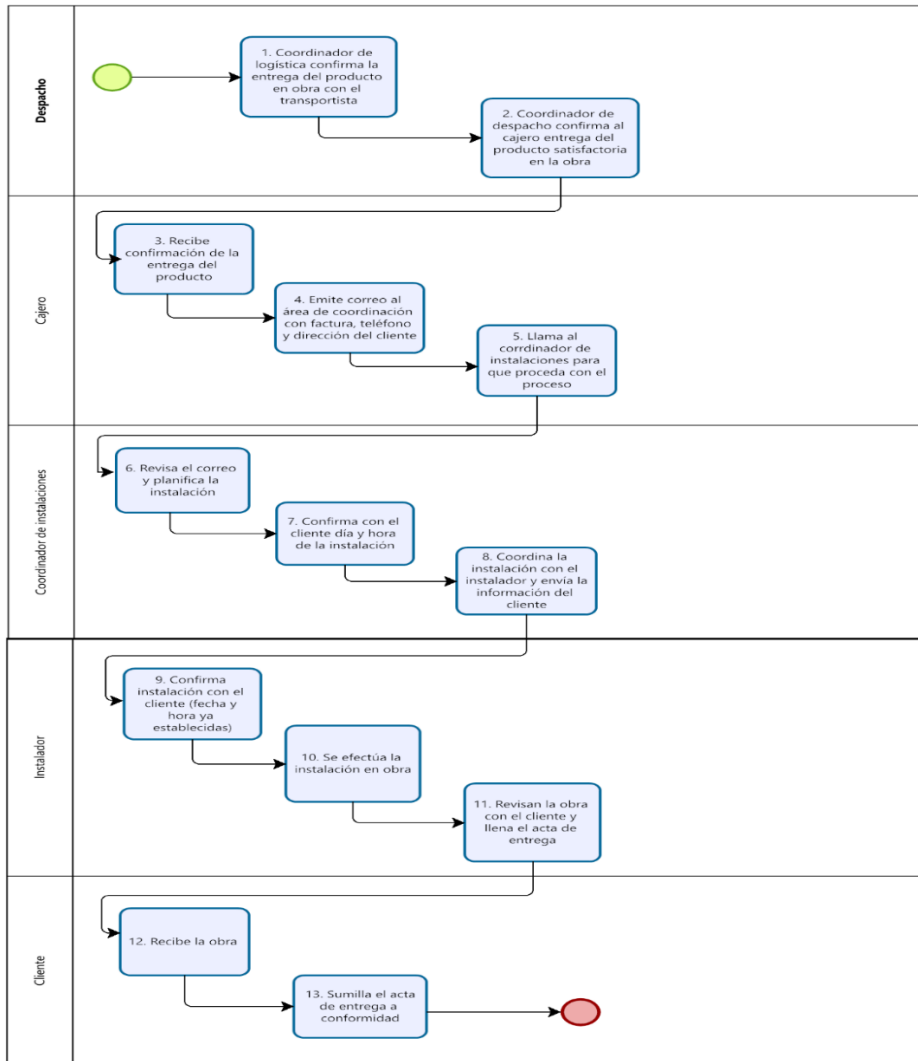 Despacho
1. Coordinador de
logística confirma la
entrega del producto
en obra con el
transportista
2. Coordinador de
despacho confirma al
cajero entrega del
producto satisfactoria
en la obra
Cajero
3. Recibe
confirmación de la
entrega del
producto
4. Emite correo al
área de coordinación
con factura, teléfono
y dirección del cliente
5. Llama al
corrdinador de
instalaciones para
que proceda con el
proceso
Coordinador de instalaciones
6. Revisa el correo
y planifica la
instalación
7. Confirma con el
cliente día y hora
de la instalación
8. Coordina la
instalación con el
instalador y envía la
información del
cliente
Instalador
9. Confirma
instalación con el
cliente (fecha y
hora ya
establecidas)
10. Se efectúa la
instalación en obra
11. Revisan la obra
con el cliente y
llena el acta de
entrega
Cliente
12. Recibe la obra
13. Sumilla el acta
de entrega a
conformidad